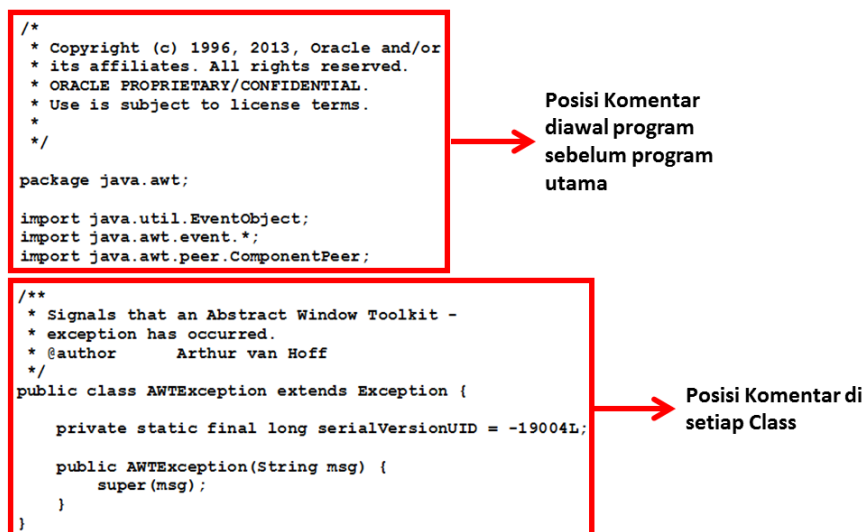 /*
 * Copyright (c) 1996, 2013, Oracle and/or
 * its affiliates. All rights reserved.
 * ORACLE PROPRIETARY/CONFIDENTIAL.
 * Use is subject to license terms.
 *
 */
package java.awt;
import java.util.EventObject;
import java.awt.event.*;
import java.awt.peer.ComponentPeer;
Posisi Komentar
diawal program
sebelum program
utama
/**
 * Signals that an Abstract Window Toolkit -
 * exception has occurred.
 * @author      Arthur van Hoff
 */
public class AWTException extends Exception {
    private static final long serialVersionUID = -19004L;
    public AWTException(String msg) {
        super(msg);
    }
}
Posisi Komentar di
setiap Class